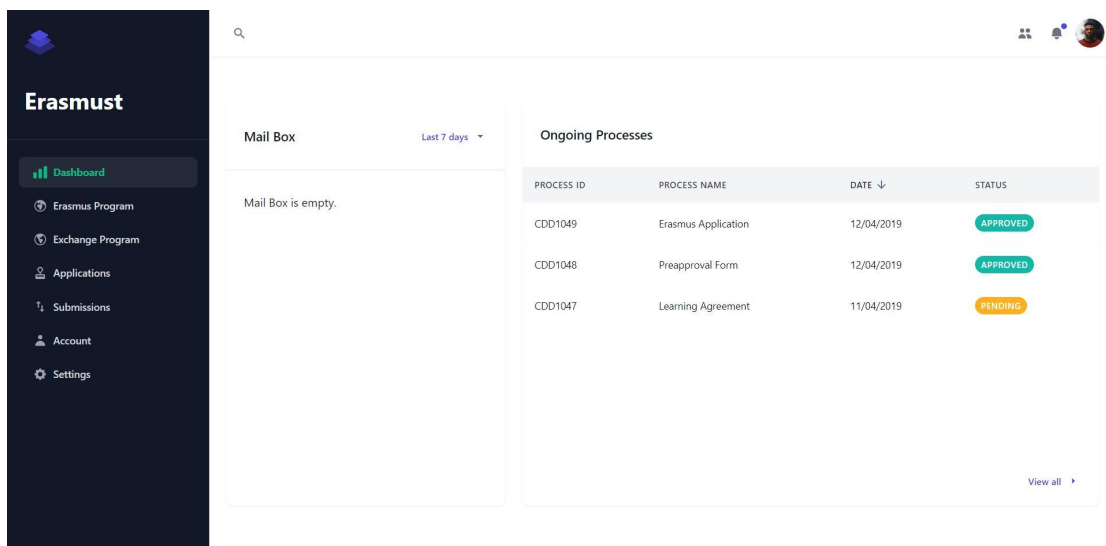 Erasmust
Dashboard
Erasmus Program
Exchange Program
Applications
Submissions
Account
Settings
Mail Box
Last 7 days
Mail Box is empty.
Ongoing Processes
PROCESS ID PROCESS NAME DATE STATUS
CDD1049 Erasmus Application 12/04/2019 APPROVED
CDD1048 Preapproval Form 12/04/2019 APPROVED
CDD1047 Learning Agreement 11/04/2019 PENDING
View all